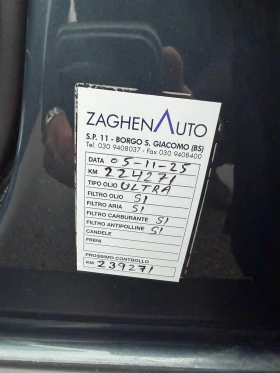 ZAGHENAUTO
S.P. 11 - BORGO S. GIACOMO (BS)
Tel. 030 9408037 - Fax 030 9408400
DATA 05-11-25
KM 224271
TIPO OLIO ULTRA
FILTRO OLIO SI
FILTRO ARIA SI
FILTRO CARBURANTE SI
FILTRO ANTIPOLLINE SI
CANDELE
FRENI
PROSSIMO CONTROLLO
KM 239271